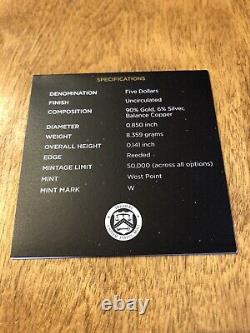 SPECIFICATIONS
DENOMINATION Five Dollars
FINISH Uncirculated
COMPOSITION 90% Gold, 6% Silver,
Balance Copper
DIAMETER 0.850 inch
WEIGHT 8.359 grams
OVERALL HEIGHT 0.141 inch
EDGE Reeded
MINTAGE LIMIT 50,000 (across all options)
MINT West Point
MINT MARK W